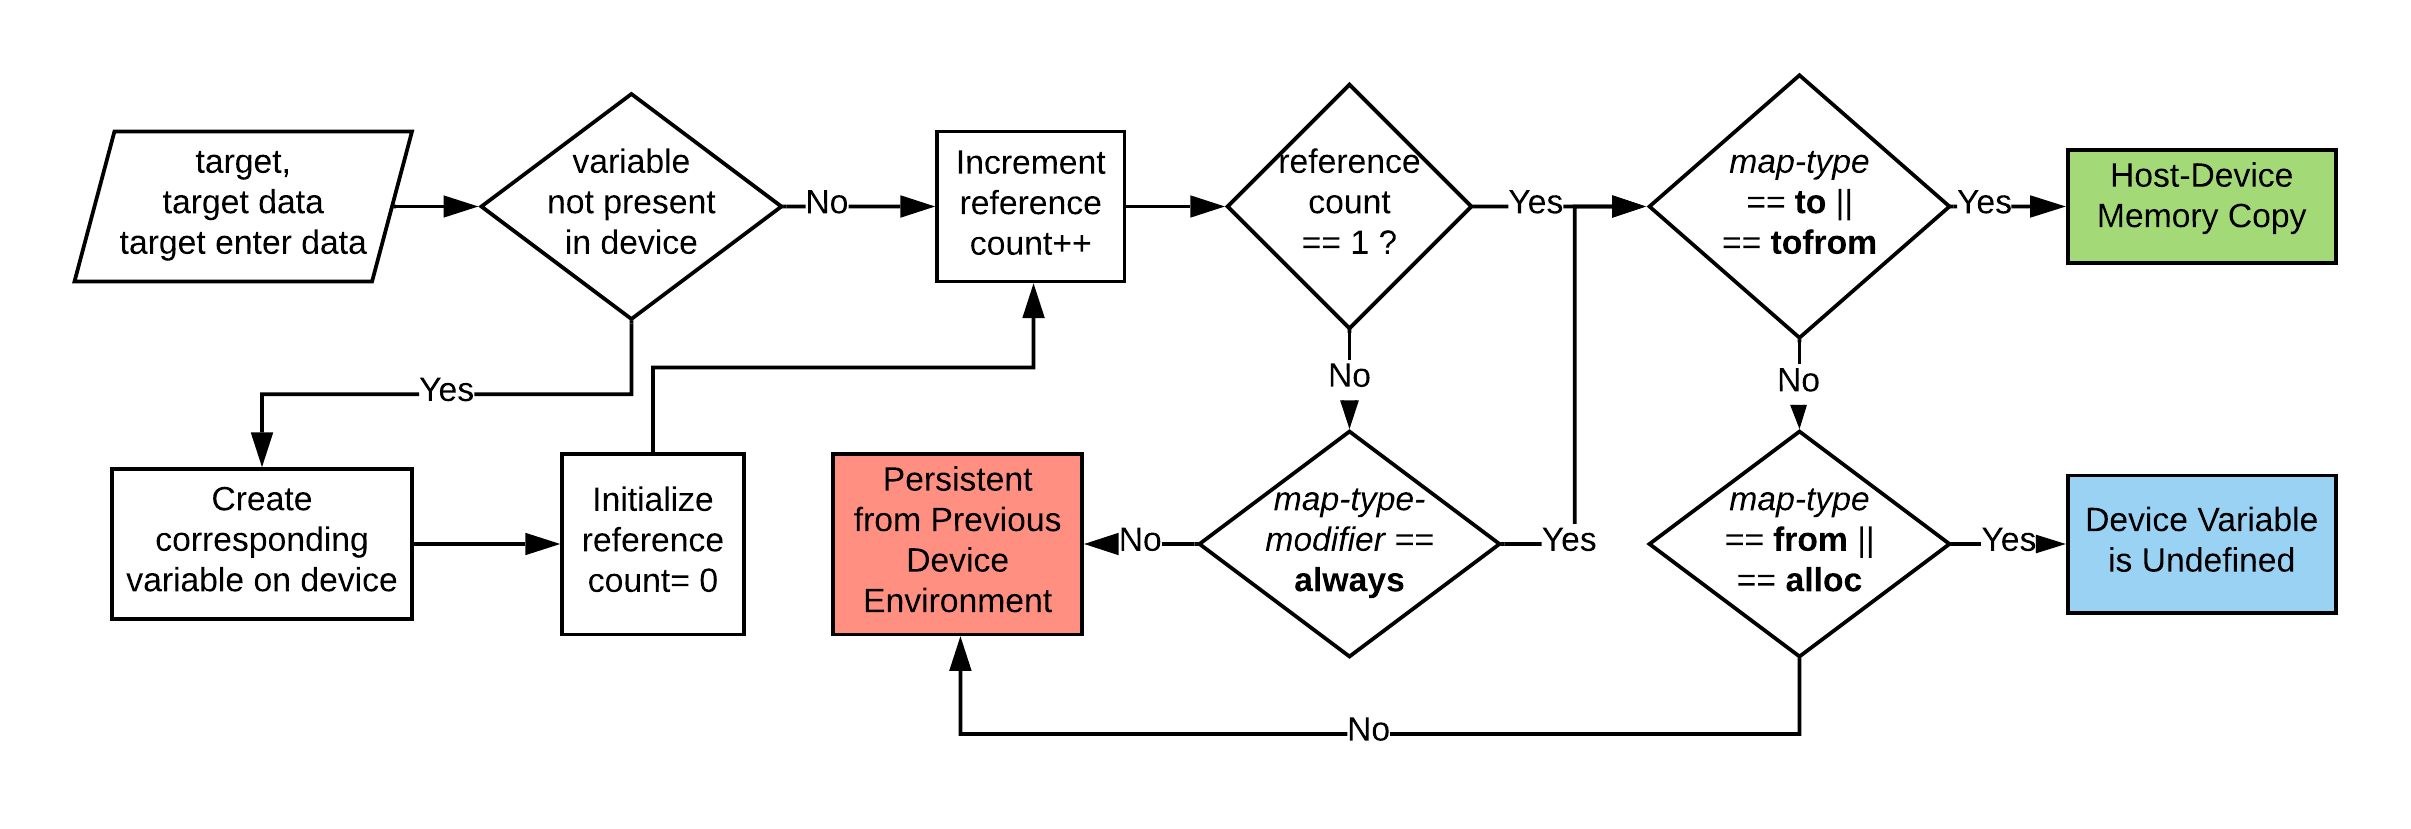 target,
target data
target enter data
variable
not present
in device
No
Increment
reference
count++
reference
count
== 1 ?
Yes
map-type
== to ||
== tofrom
Yes
Host-Device
Memory Copy
Yes
No
No
Create
corresponding
variable on device
Initialize
reference
count= 0
Persistent
from Previous
Device
Environment
No
map-type-
modifier ==
always
Yes
map-type
== from ||
== alloc
Yes
Device Variable
is Undefined
No